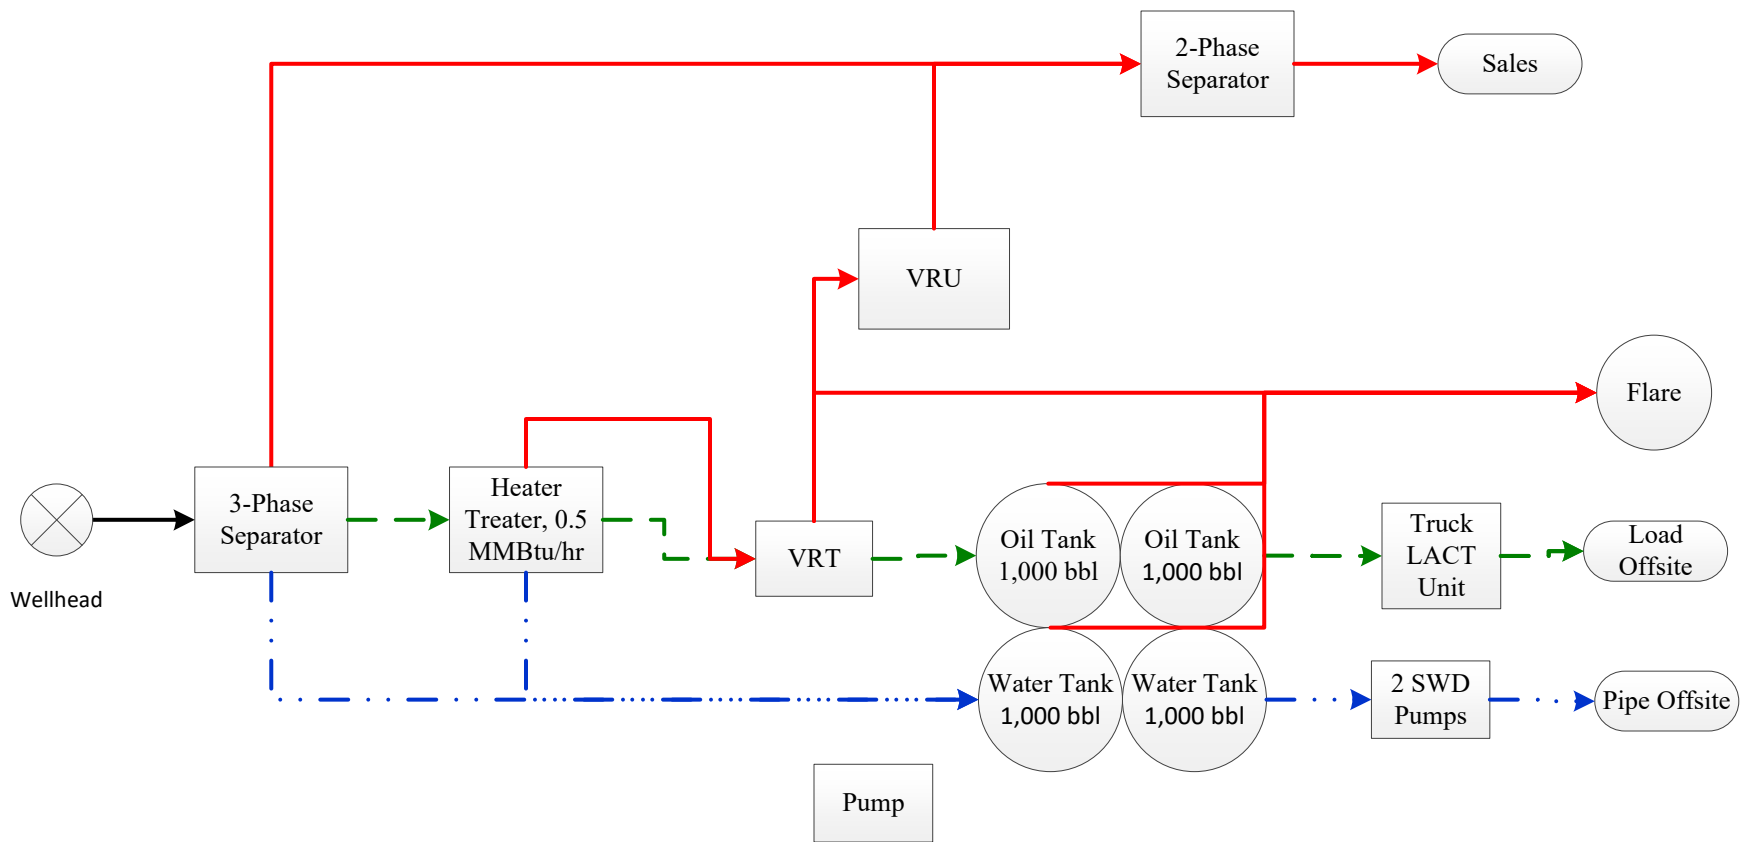 2-Phase
Separator
Sales
VRU
Flare
3-Phase
Separator
Heater
Treater, 0.5
MMBtu/hr
VRT
Oil Tank
1,000 bbl
Oil Tank
1,000 bbl
Truck
LACT
Unit
Load
Offsite
Wellhead
Water Tank
1,000 bbl
Water Tank
1,000 bbl
2 SWD
Pumps
Pipe Offsite
Pump